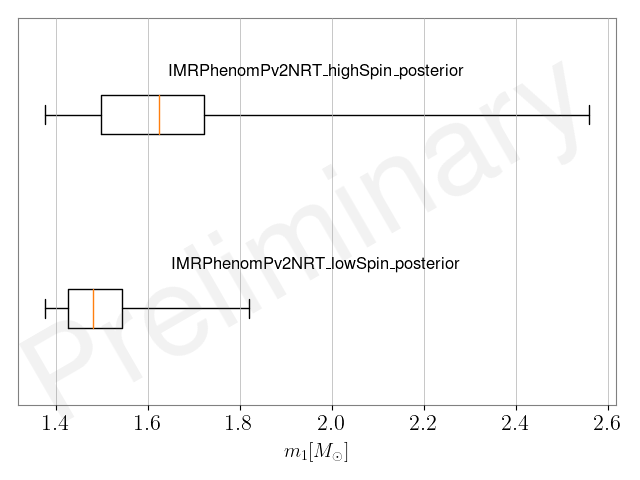 IMRPhenomPv2NRT_highSpin_posterior
Preliminary
IMRPhenomPv2NRT_lowSpin_posterior
1.4 1.6 1.8 2.0 2.2 2.4 2.6
m₁[M☉]